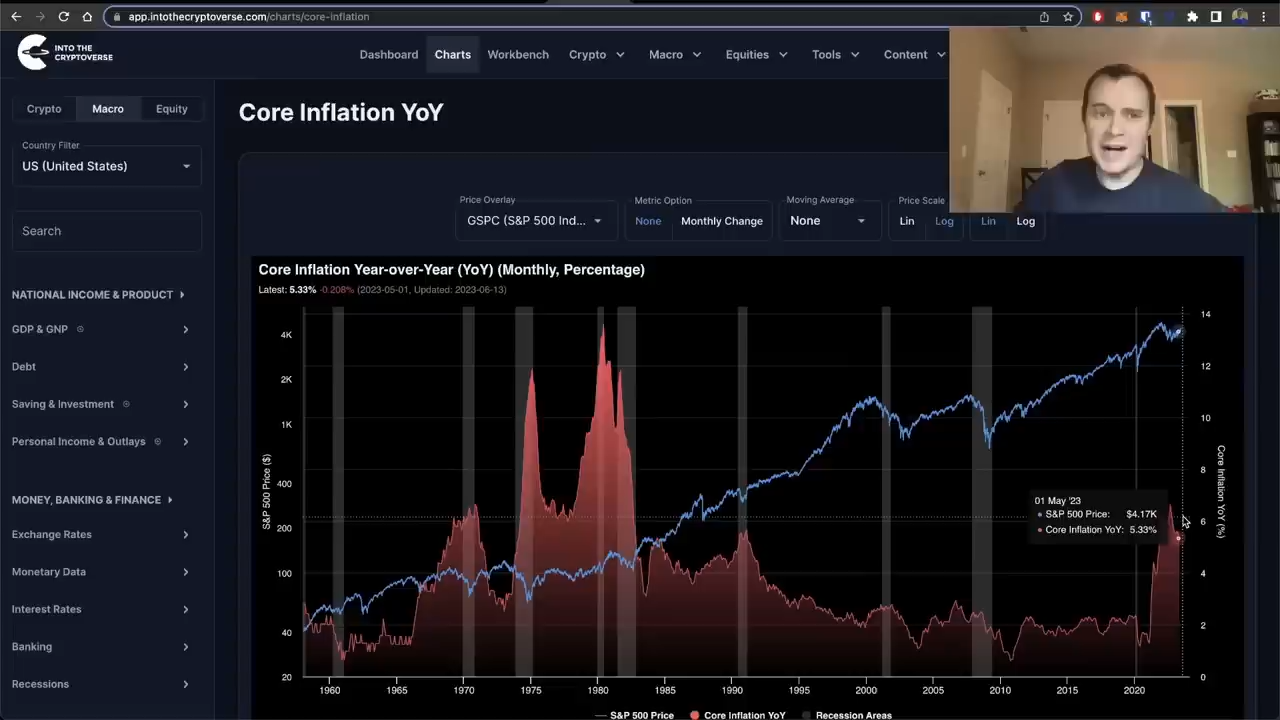 app.intothecryptoverse.com/charts/core-inflation
INTO THE
CRYPTOVERSE
Dashboard
Charts
Workbench
Crypto
Macro
Equities
Tools
Content
Crypto
Macro
Equity
Country Filter
US (United States)
Search
NATIONAL INCOME & PRODUCT
GDP & GNP
Debt
Saving & Investment
Personal Income & Outlays
MONEY, BANKING & FINANCE
Exchange Rates
Monetary Data
Interest Rates
Banking
Recessions
Core Inflation YoY
Price Overlay
GSPC (S&P 500 Ind...
Metric Option
None
Monthly Change
Moving Average
None
Price Scale
Lin
Log
Lin
Log
Core Inflation Year-over-Year (YoY) (Monthly, Percentage)
Latest: 5.33% -0.208% (2023-05-01, Updated: 2023-06-13)
S&P 500 Price ($)
4K
2K
1K
400
200
100
40
20
14
12
10
8
6
4
2
0
Core Inflation YoY (%)
01 May '23
S&P 500 Price: $4.17K
Core Inflation YoY: 5.33%
1960 1965 1970 1975 1980 1985 1990 1995 2000 2005 2010 2015 2020
S&P 500 Price
Core Inflation YoY
Recession Areas